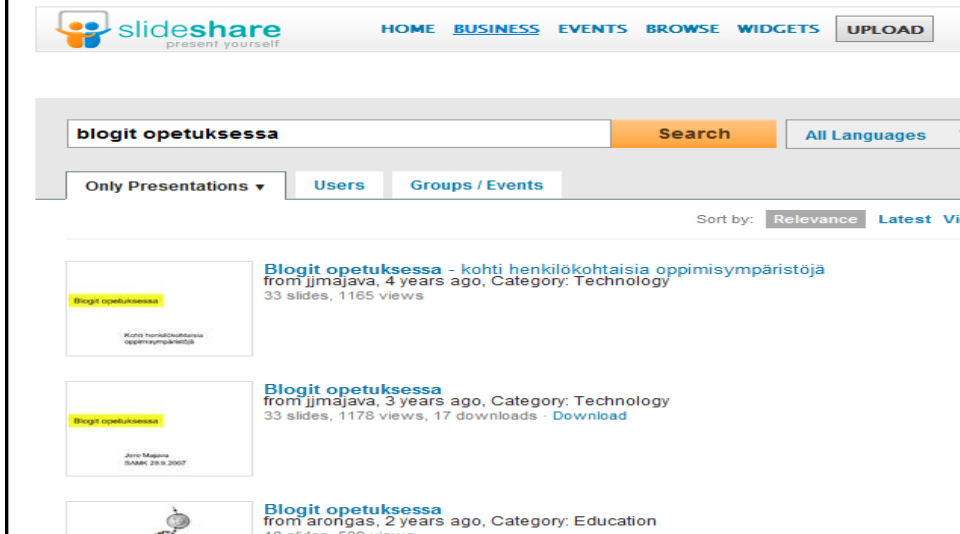 slideshare
present yourself
HOME BUSINESS EVENTS BROWSE WIDGETS UPLOAD
blogit opetuksessa Search All Languages
Only Presentations ▼ Users Groups / Events
Sort by: Relevance Latest
Blogit opetuksessa - kohti henkilökohtaisia oppimisympäristöjä
from jjmajava, 4 years ago, Category: Technology
33 slides, 1165 views
Blogit opetuksessa
Kohti henkilökohtaisia
oppimisympäristöjä
Blogit opetuksessa
from jjmajava, 3 years ago, Category: Technology
33 slides, 1178 views, 17 downloads · Download
Blogit opetuksessa
Jere Majava
SAMK 28.9.2007
Blogit opetuksessa
from arongas, 2 years ago, Category: Education